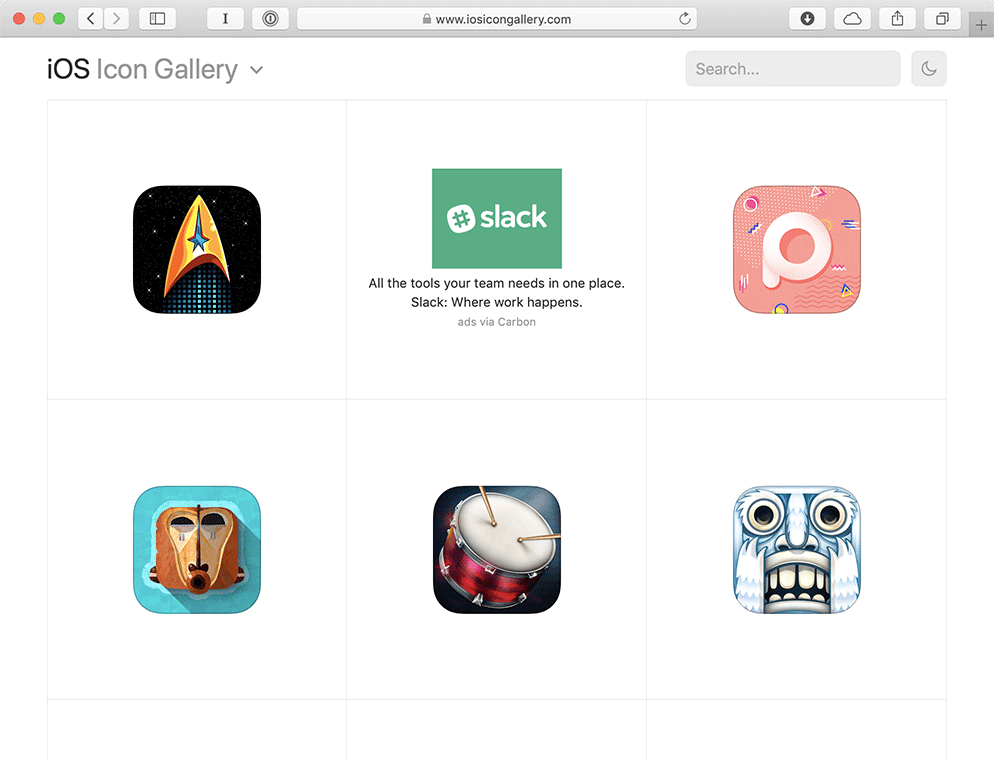 www.iosicongallery.com
iOS Icon Gallery
Search...
slack
All the tools your team needs in one place.
Slack: Where work happens.
ads via Carbon